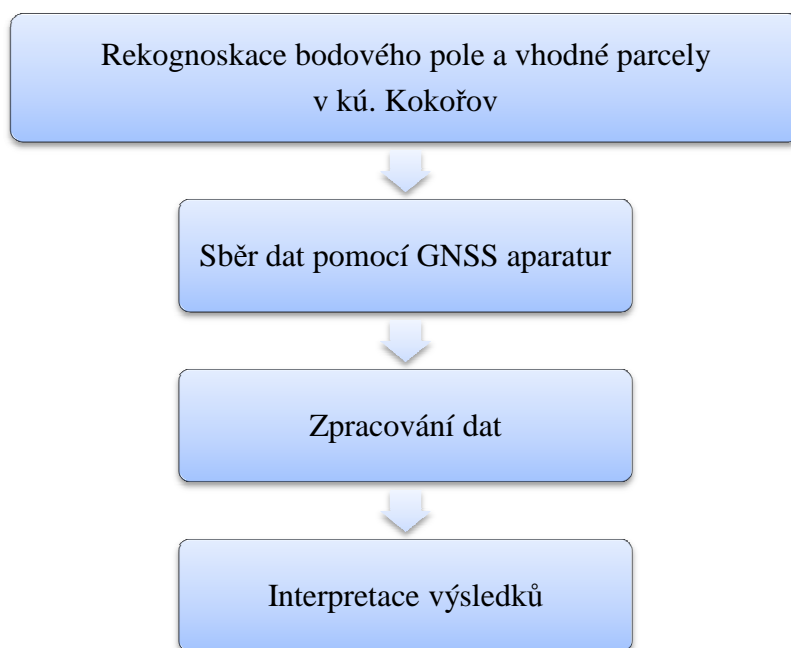 Rekognoskace bodového pole a vhodné parcely
v kú. Kokořov
Sběr dat pomocí GNSS aparatur
Zpracování dat
Interpretace výsledků